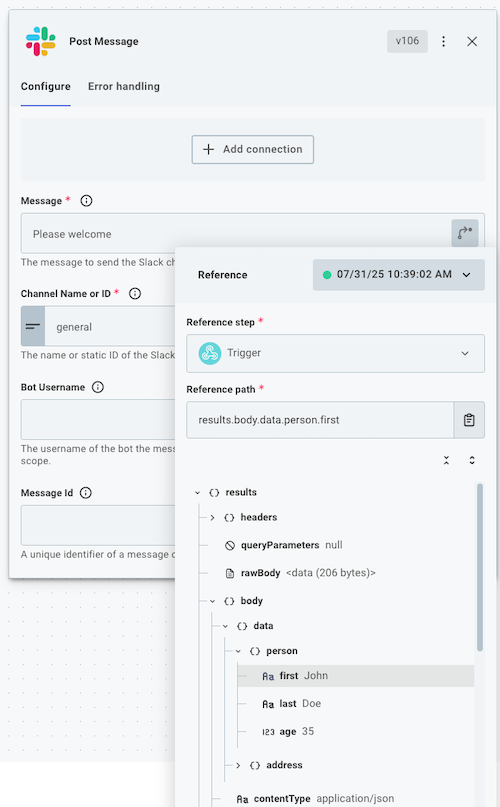 Post Message
v106
Configure
Error handling
Add connection
Message *
Please welcome
The message to send the Slack ch
Channel Name or ID *
general
The name or static ID of the Slack
Bot Username
The username of the bot the mess
scope.
Message Id
A unique identifier of a message
Reference
07/31/25 10:39:02 AM
Reference step *
Trigger
Reference path *
results.body.data.person.first
{} results
{} headers
queryParameters null
rawBody <data (206 bytes)>
{} body
{} data
{} person
Aa first John
Aa last Doe
123 age 35
{} address
Aa contentType application/json